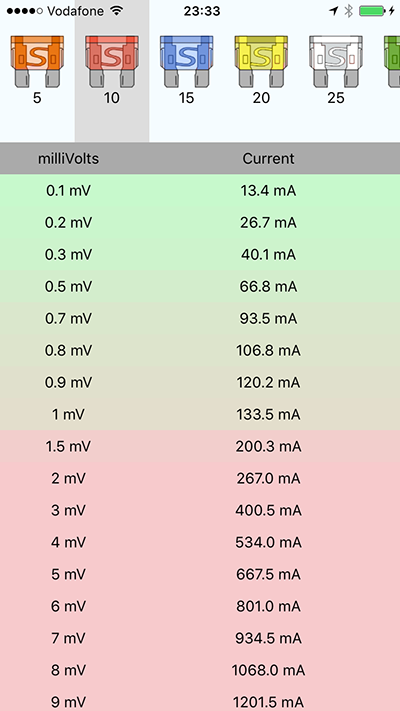 Vodafone 23:33
5 10 15 20 25
milliVolts Current
0.1 mV 13.4 mA
0.2 mV 26.7 mA
0.3 mV 40.1 mA
0.5 mV 66.8 mA
0.7 mV 93.5 mA
0.8 mV 106.8 mA
0.9 mV 120.2 mA
1 mV 133.5 mA
1.5 mV 200.3 mA
2 mV 267.0 mA
3 mV 400.5 mA
4 mV 534.0 mA
5 mV 667.5 mA
6 mV 801.0 mA
7 mV 934.5 mA
8 mV 1068.0 mA
9 mV 1201.5 mA